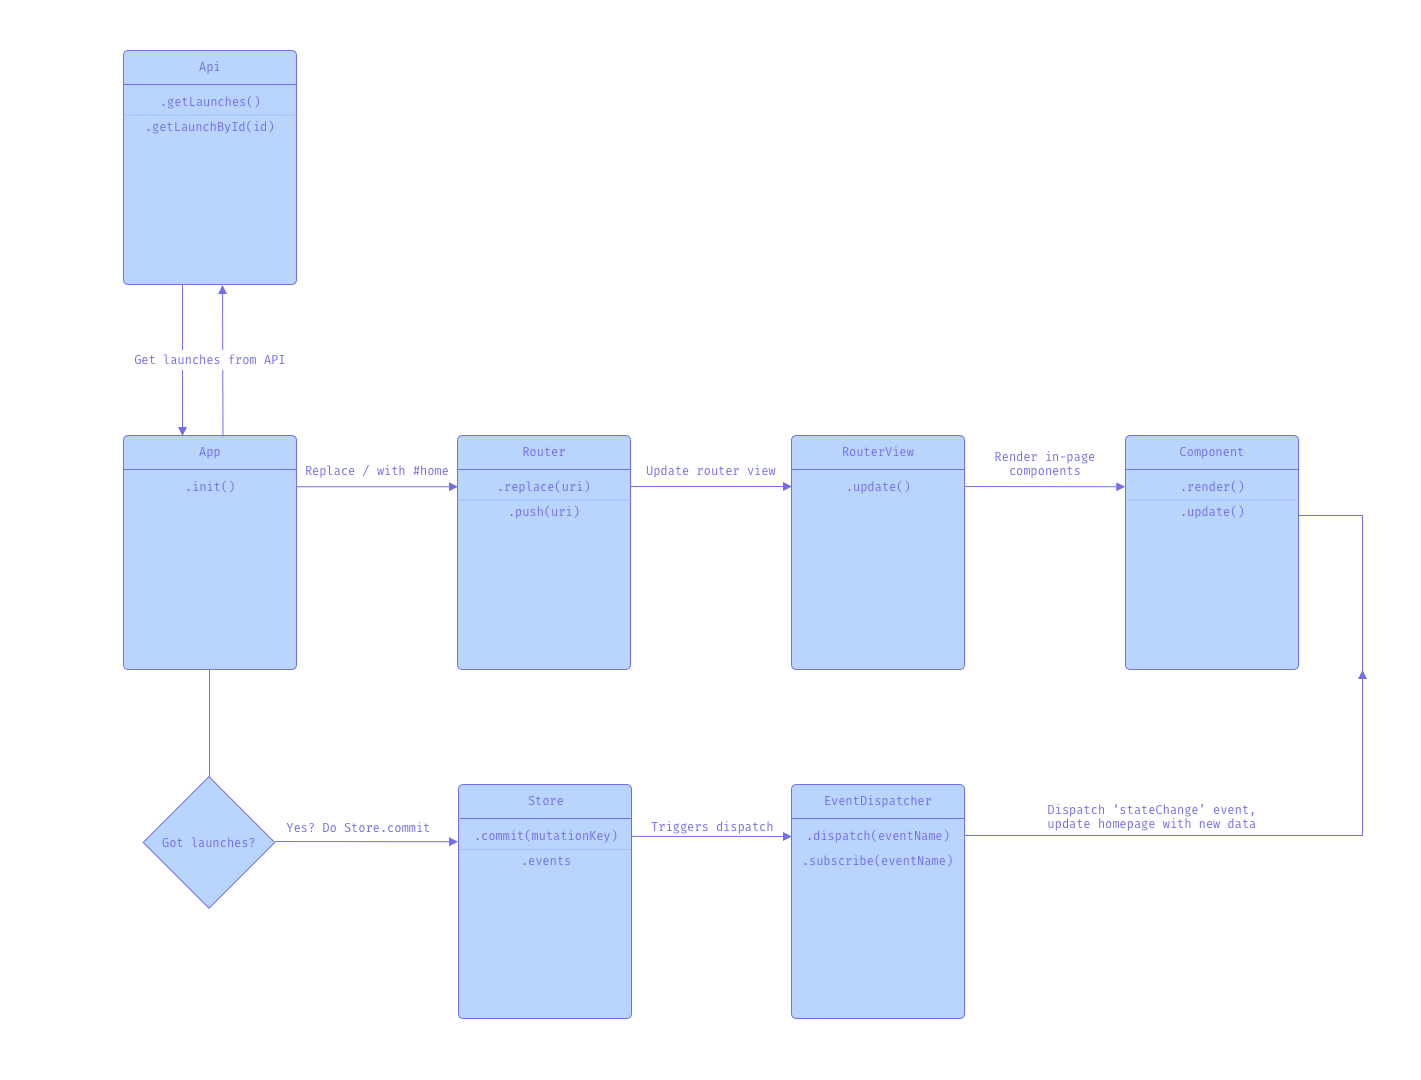 Api
.getLaunches()
.getLaunchById(id)
Get launches from API
App
.init()
Replace / with #home
Router
.replace(uri)
.push(uri)
Update router view
RouterView
.update()
Render in-page
components
Component
.render()
.update()
Got launches?
Yes? Do Store.commit
Store
.commit(mutationKey)
.events
Triggers dispatch
EventDispatcher
.dispatch(eventName)
.subscribe(eventName)
Dispatch ‘stateChange’ event,
update homepage with new data